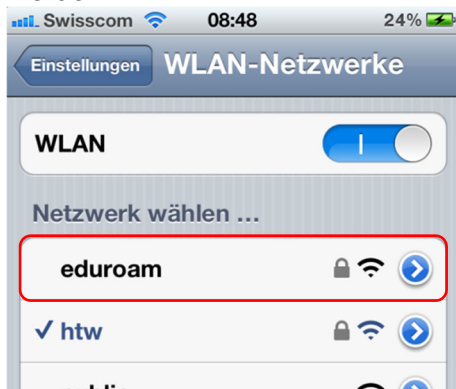 Swisscom 08:48 24%
Einstellungen WLAN-Netzwerke
WLAN
Netzwerk wählen ...
eduroam
htw